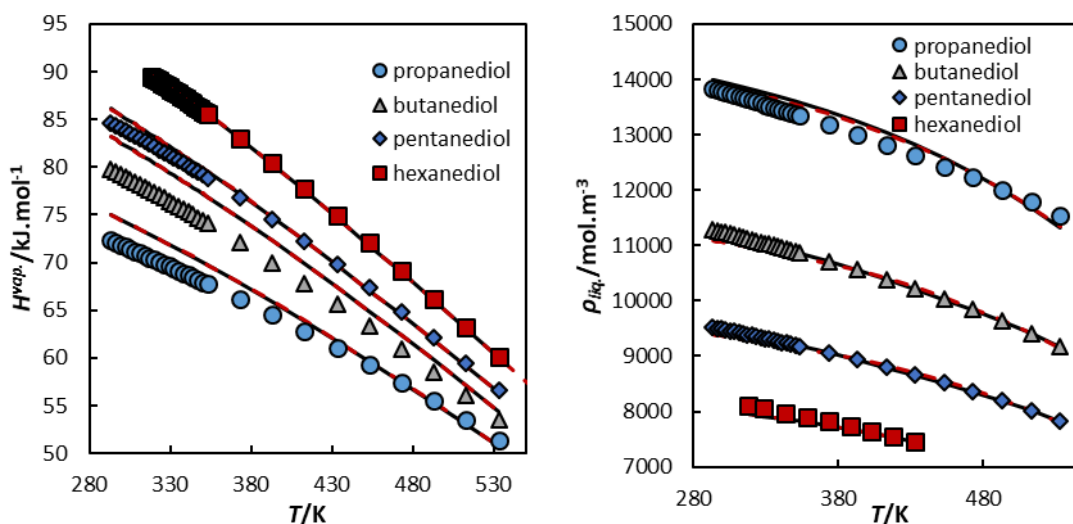 95
90
85
80
75
70
65
60
55
50
H^vap./kJ.mol⁻¹
propanediol
butanediol
pentanediol
hexanediol
280 330 380 430 480 530
T/K
15000
14000
13000
12000
11000
10000
9000
8000
7000
ρliq./mol.m⁻³
propanediol
butanediol
pentanediol
hexanediol
280 380 480
T/K